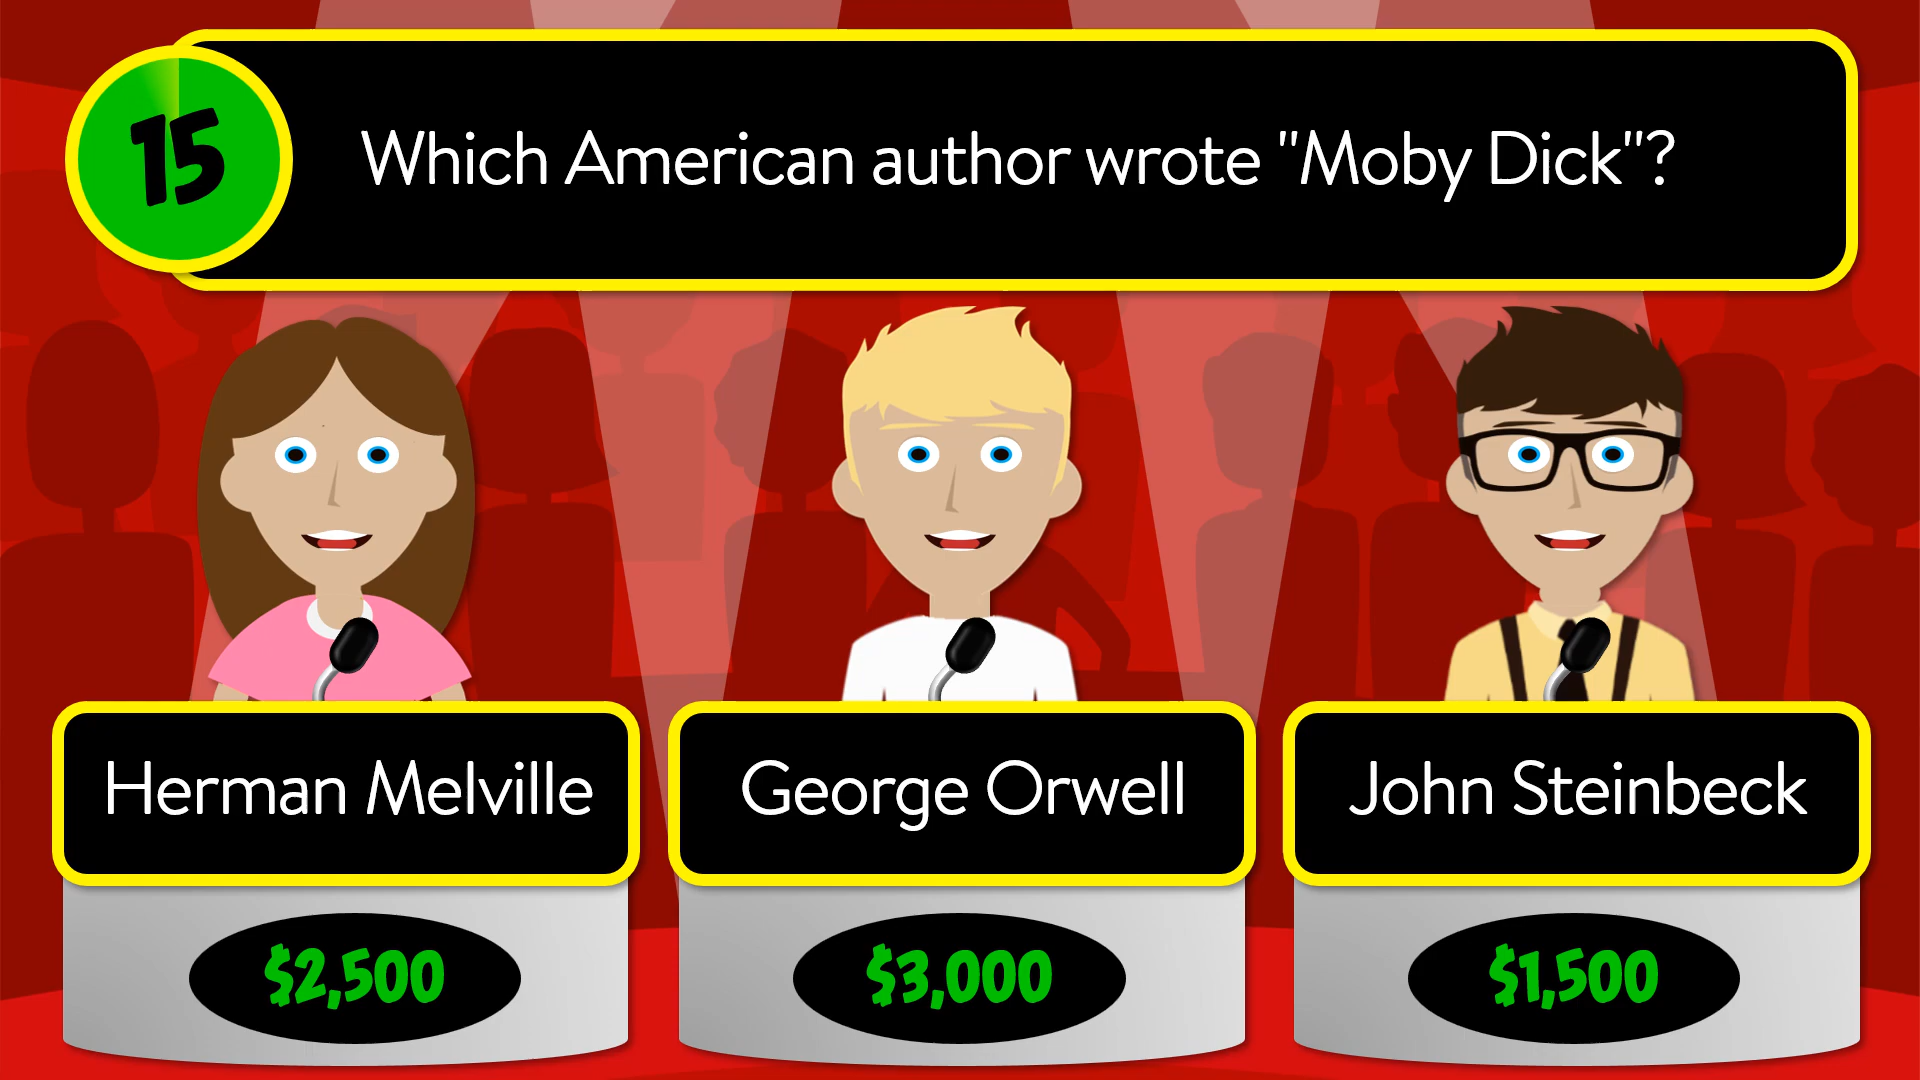 15
Which American author wrote "Moby Dick"?
Herman Melville
George Orwell
John Steinbeck
$2,500
$3,000
$1,500